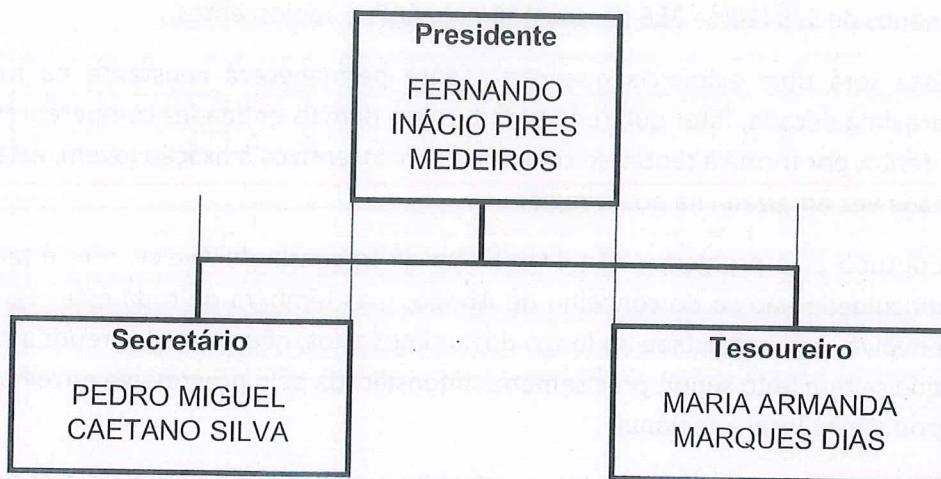 Presidente
FERNANDO
INÁCIO PIRES
MEDEIROS
Secretário
PEDRO MIGUEL
CAETANO SILVA
Tesoureiro
MARIA ARMANDA
MARQUES DIAS